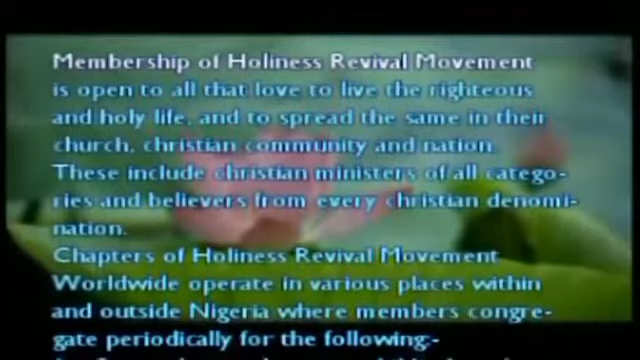 Membership of Holiness Revival Movement
is open to all that love to live the righteous
and holy life, and to spread the same in their
church, christian community and nation.
These include christian ministers of all catego-
ries and believers from every christian denomi-
nation.
Chapters of Holiness Revival Movement
Worldwide operate in various places within
and outside Nigeria where members congre-
gate periodically for the following:-